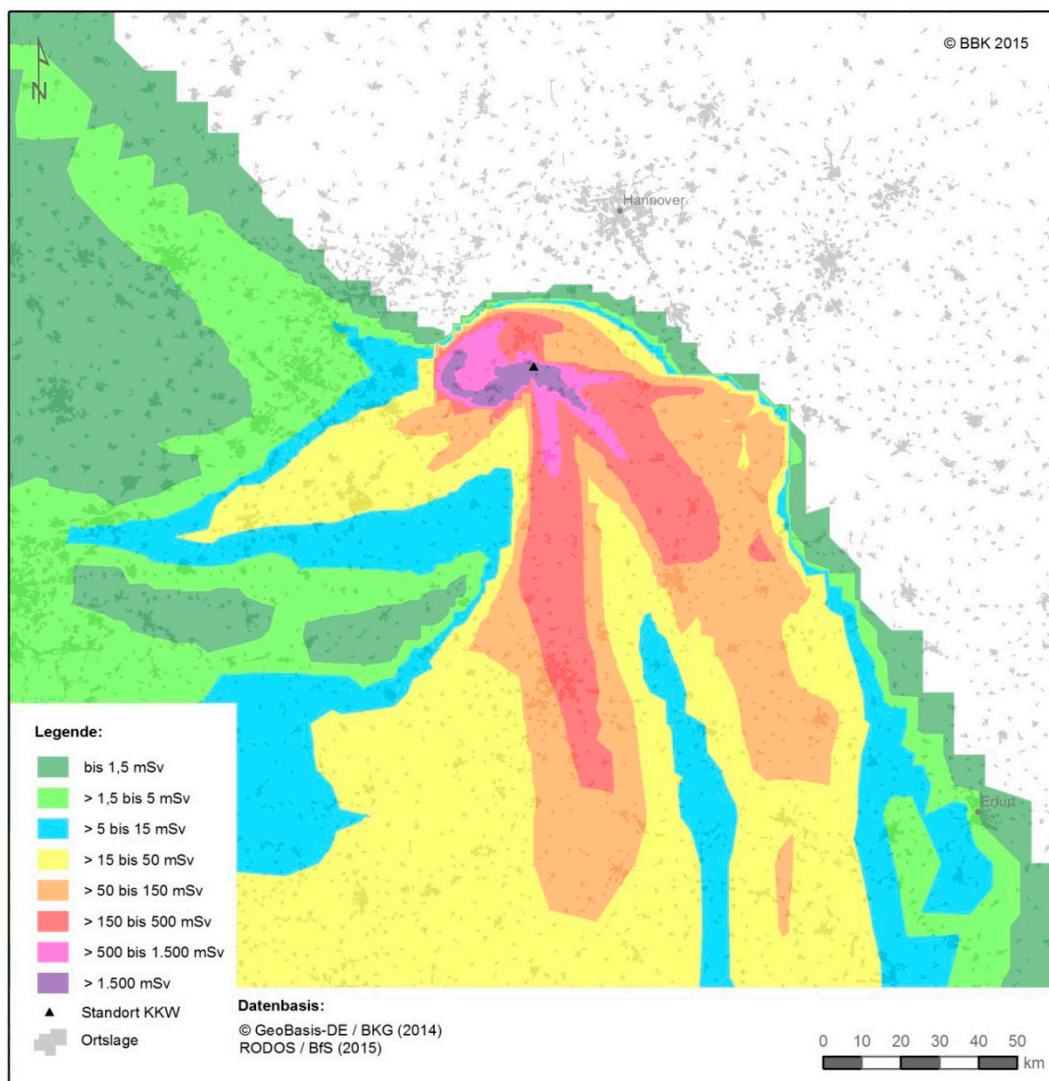 N
© BBK 2015
Hannover
Erfurt
Legende:
bis 1,5 mSv
> 1,5 bis 5 mSv
> 5 bis 15 mSv
> 15 bis 50 mSv
> 50 bis 150 mSv
> 150 bis 500 mSv
> 500 bis 1.500 mSv
> 1.500 mSv
Standort KKW
Ortslage
Datenbasis:
© GeoBasis-DE / BKG (2014)
RODOS / BfS (2015)
0 10 20 30 40 50
km